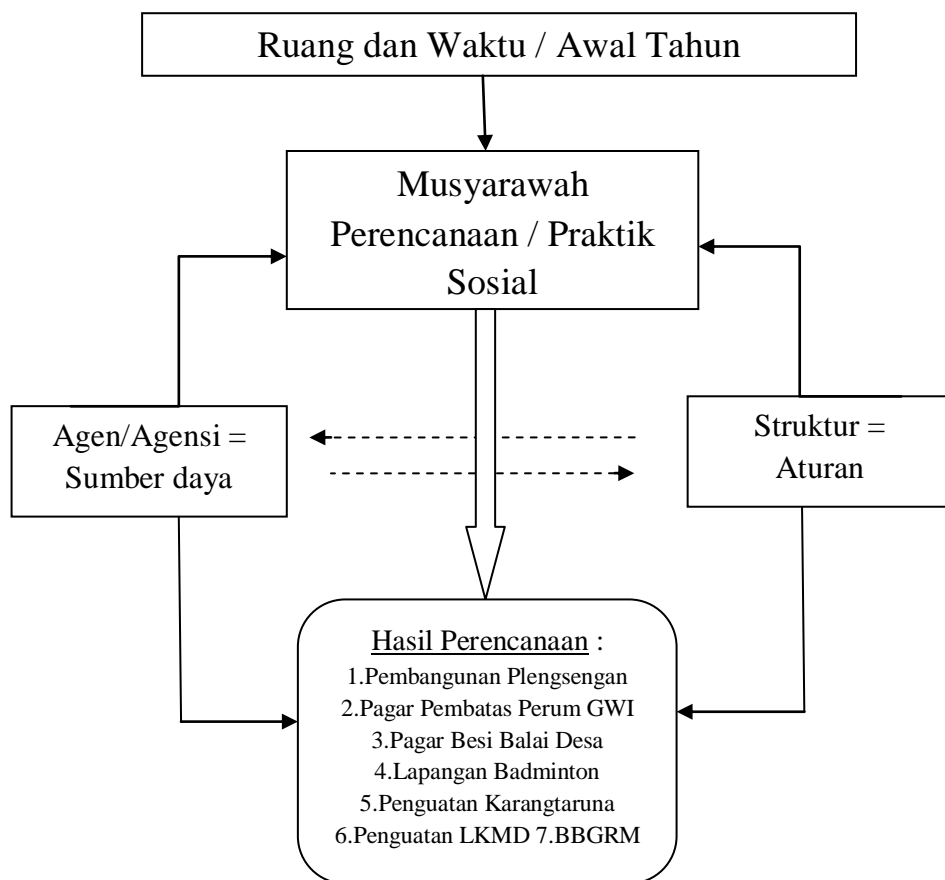 Ruang dan Waktu / Awal Tahun
Musyarawah
Perencanaan / Praktik
Sosial
Agen/Agensi =
Sumber daya
Struktur =
Aturan
Hasil Perencanaan :
1.Pembangunan Plengsengan
2.Pagar Pembatas Perum GWI
3.Pagar Besi Balai Desa
4.Lapangan Badminton
5.Penguatan Karangtaruna
6.Penguatan LKMD 7.BBGRM